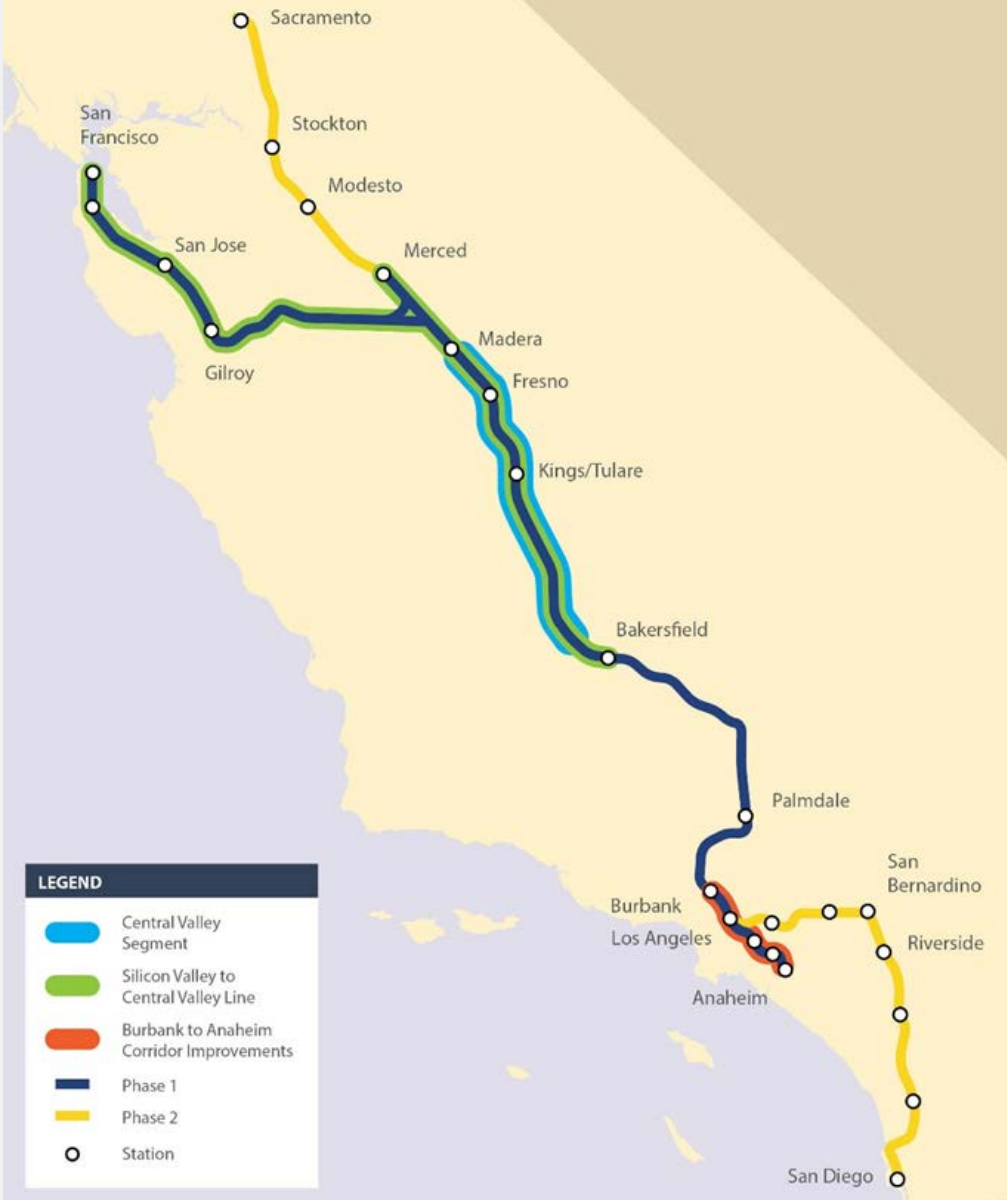 Sacramento
San
Francisco
Stockton
Modesto
San Jose
Merced
Madera
Gilroy
Fresno
Kings/Tulare
Bakersfield
Palmdale
San
Bernardino
Burbank
Los Angeles
Riverside
Anaheim
San Diego
LEGEND
Central Valley
Segment
Silicon Valley to
Central Valley Line
Burbank to Anaheim
Corridor Improvements
Phase 1
Phase 2
Station